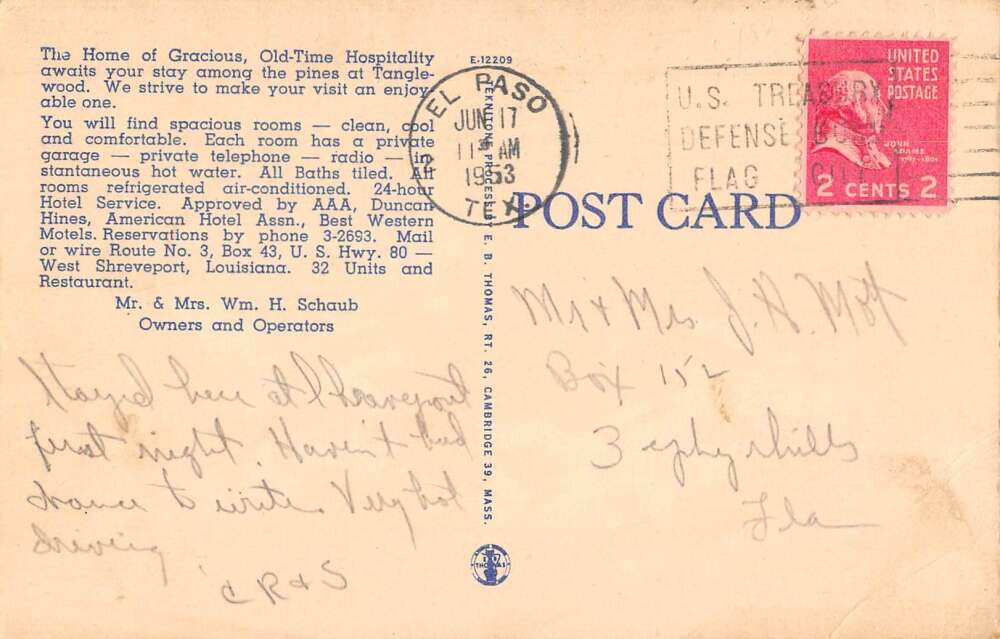 The Home of Gracious, Old-Time Hospitality
awaits your stay among the pines at Tangle-
wood. We strive to make your visit an enjoy-
able one.
You will find spacious rooms — clean, cool
and comfortable. Each room has a private
garage — private telephone — radio — in-
stantaneous hot water. All Baths tiled. All
rooms refrigerated air-conditioned. 24-hour
Hotel Service. Approved by AAA, Duncan
Hines, American Hotel Assn., Best Western
Motels. Reservations by phone 3-2693. Mail
or wire Route No. 3, Box 43, U. S. Hwy. 80 —
West Shreveport, Louisiana. 32 Units and
Restaurant.
Mr. & Mrs. Wm. H. Schaub
Owners and Operators
Stayed here at Shreveport
first night. Haven't had
chance to write. Very hot
driving
C R & S
E-12209
TEKNITONE PROCESSED E. B. THOMAS, RT. 26, CAMBRIDGE 39, MASS.
THOMAS
EL PASO
JUN 17
11 AM
1953
TEX
U.S. TREASURY
DEFENSE
FLAG CITY
UNITED
STATES
POSTAGE
JOHN
ADAMS
2 CENTS 2
POST CARD
Mr & Mrs. J. H. Mott
Box 152
Zephyrhills
Fla